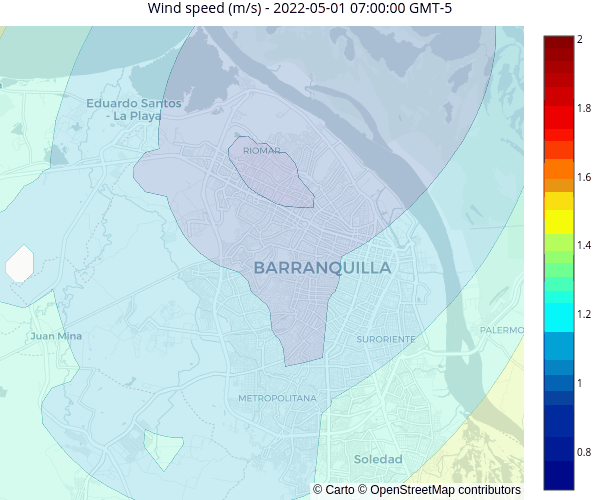 Wind speed (m/s) - 2022-05-01 07:00:00 GMT-5
2
1.8
1.6
1.4
1.2
1
0.8
Eduardo Santos
- La Playa
RIOMAR
BARRANQUILLA
Juan Mina
SURORIENTE
PALERMO
METROPOLITANA
Soledad
© Carto © OpenStreetMap contributors